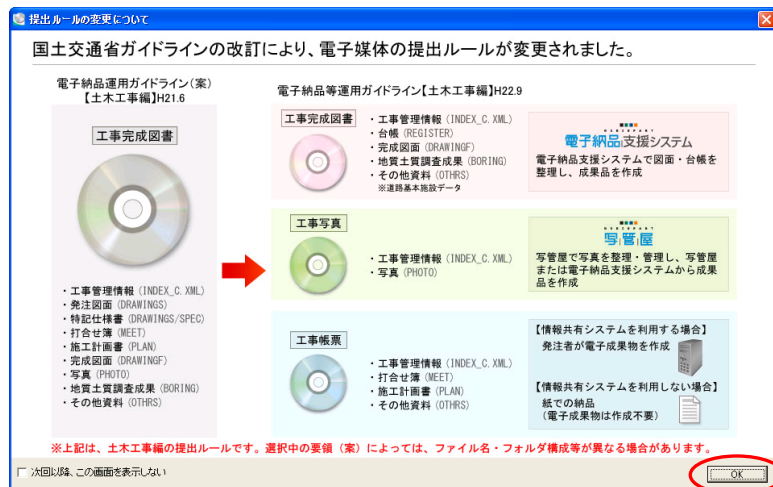 提出ルールの変更について
国土交通省ガイドラインの改訂により、電子媒体の提出ルールが変更されました。
電子納品運用ガイドライン(案)
【土木工事編】H21.6
工事完成図書
・工事管理情報 (INDEX_C.XML)
・発注図面 (DRAWINGS)
・特記仕様書 (DRAWINGS/SPEC)
・打合せ簿 (MEET)
・施工計画書 (PLAN)
・完成図面 (DRAWINGF)
・写真 (PHOTO)
・地質土質調査成果 (BORING)
・その他資料 (OTHRS)
電子納品等運用ガイドライン【土木工事編】H22.9
工事完成図書
・工事管理情報 (INDEX_C.XML)
・台帳 (REGISTER)
・完成図面 (DRAWINGF)
・地質土質調査成果 (BORING)
・その他資料 (OTHRS)
※道路基本施設データ
電子納品支援システム
電子納品支援システムで図面・台帳を
整理し、成果品を作成
工事写真
・工事管理情報 (INDEX_C.XML)
・写真 (PHOTO)
写管屋
写管屋で写真を整理・管理し、写管屋
または電子納品支援システムから成果
品を作成
工事帳票
・工事管理情報 (INDEX_C.XML)
・打合せ簿 (MEET)
・施工計画書 (PLAN)
・その他資料 (OTHRS)
【情報共有システムを利用する場合】
発注者が電子成果物を作成
【情報共有システムを利用しない場合】
紙での納品
(電子成果物は作成不要)
※上記は、土木工事編の提出ルールです。選択中の要領(案)によっては、ファイル名・フォルダ構成等が異なる場合があります。
次回以降、この画面を表示しない
OK